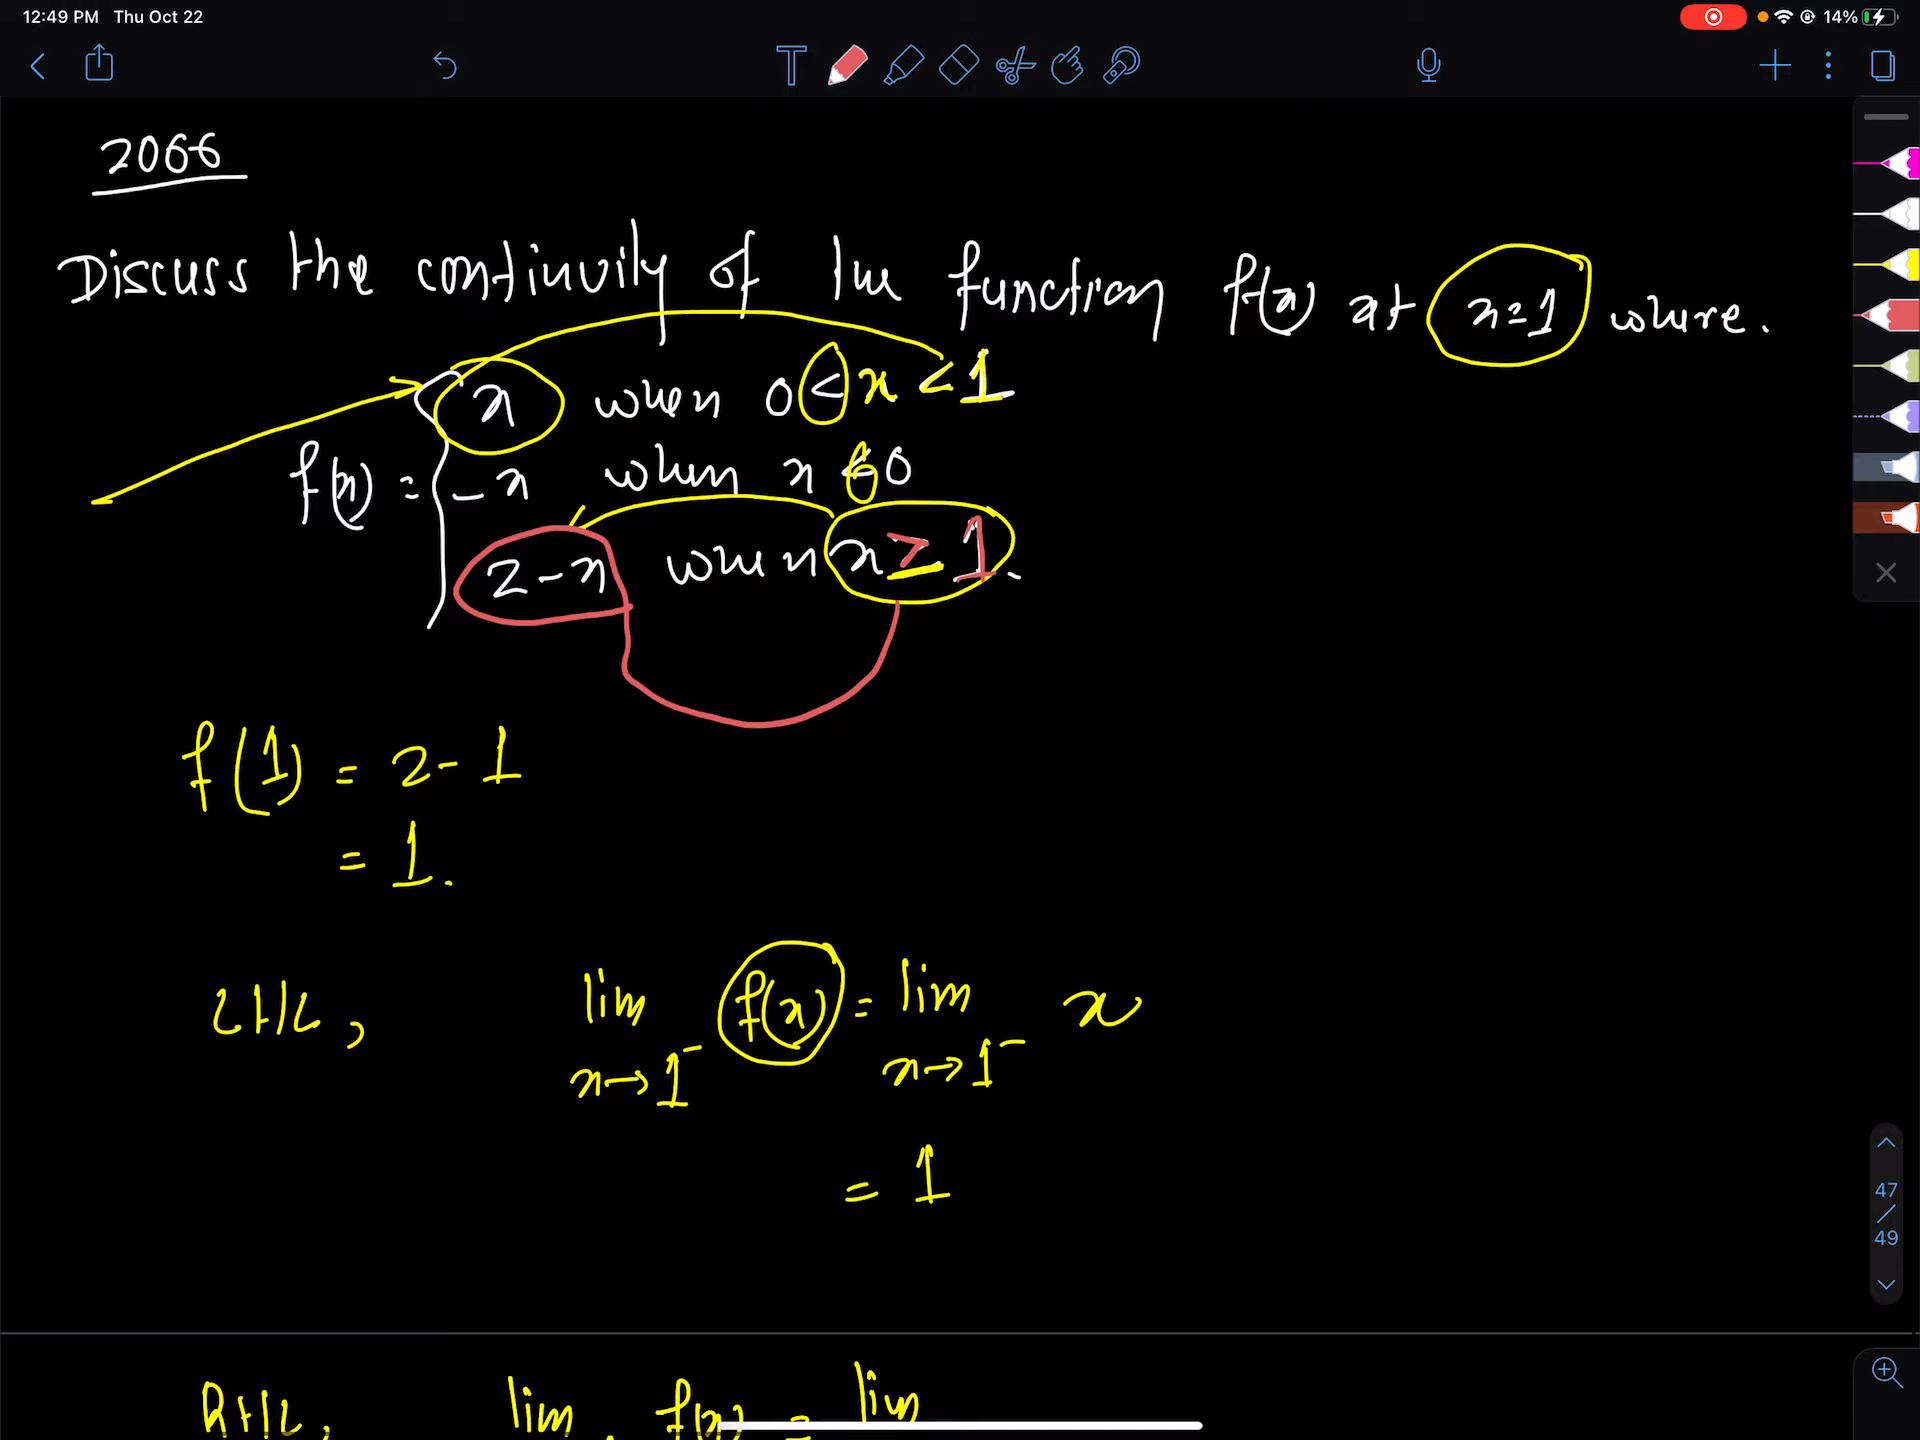 12:49 PM Thu Oct 22
14%
T
2066
Discuss the continuity of the function f(x) at x=1 where.
x when 0 < x < 1
f(x) = -x when x ≤ 0
2-x when x ≥ 1.
f(1) = 2-1
= 1.
LHL, lim f(x) = lim x
x→1⁻ x→1⁻
= 1
47
/
49
RHL, lim f(x) = lim